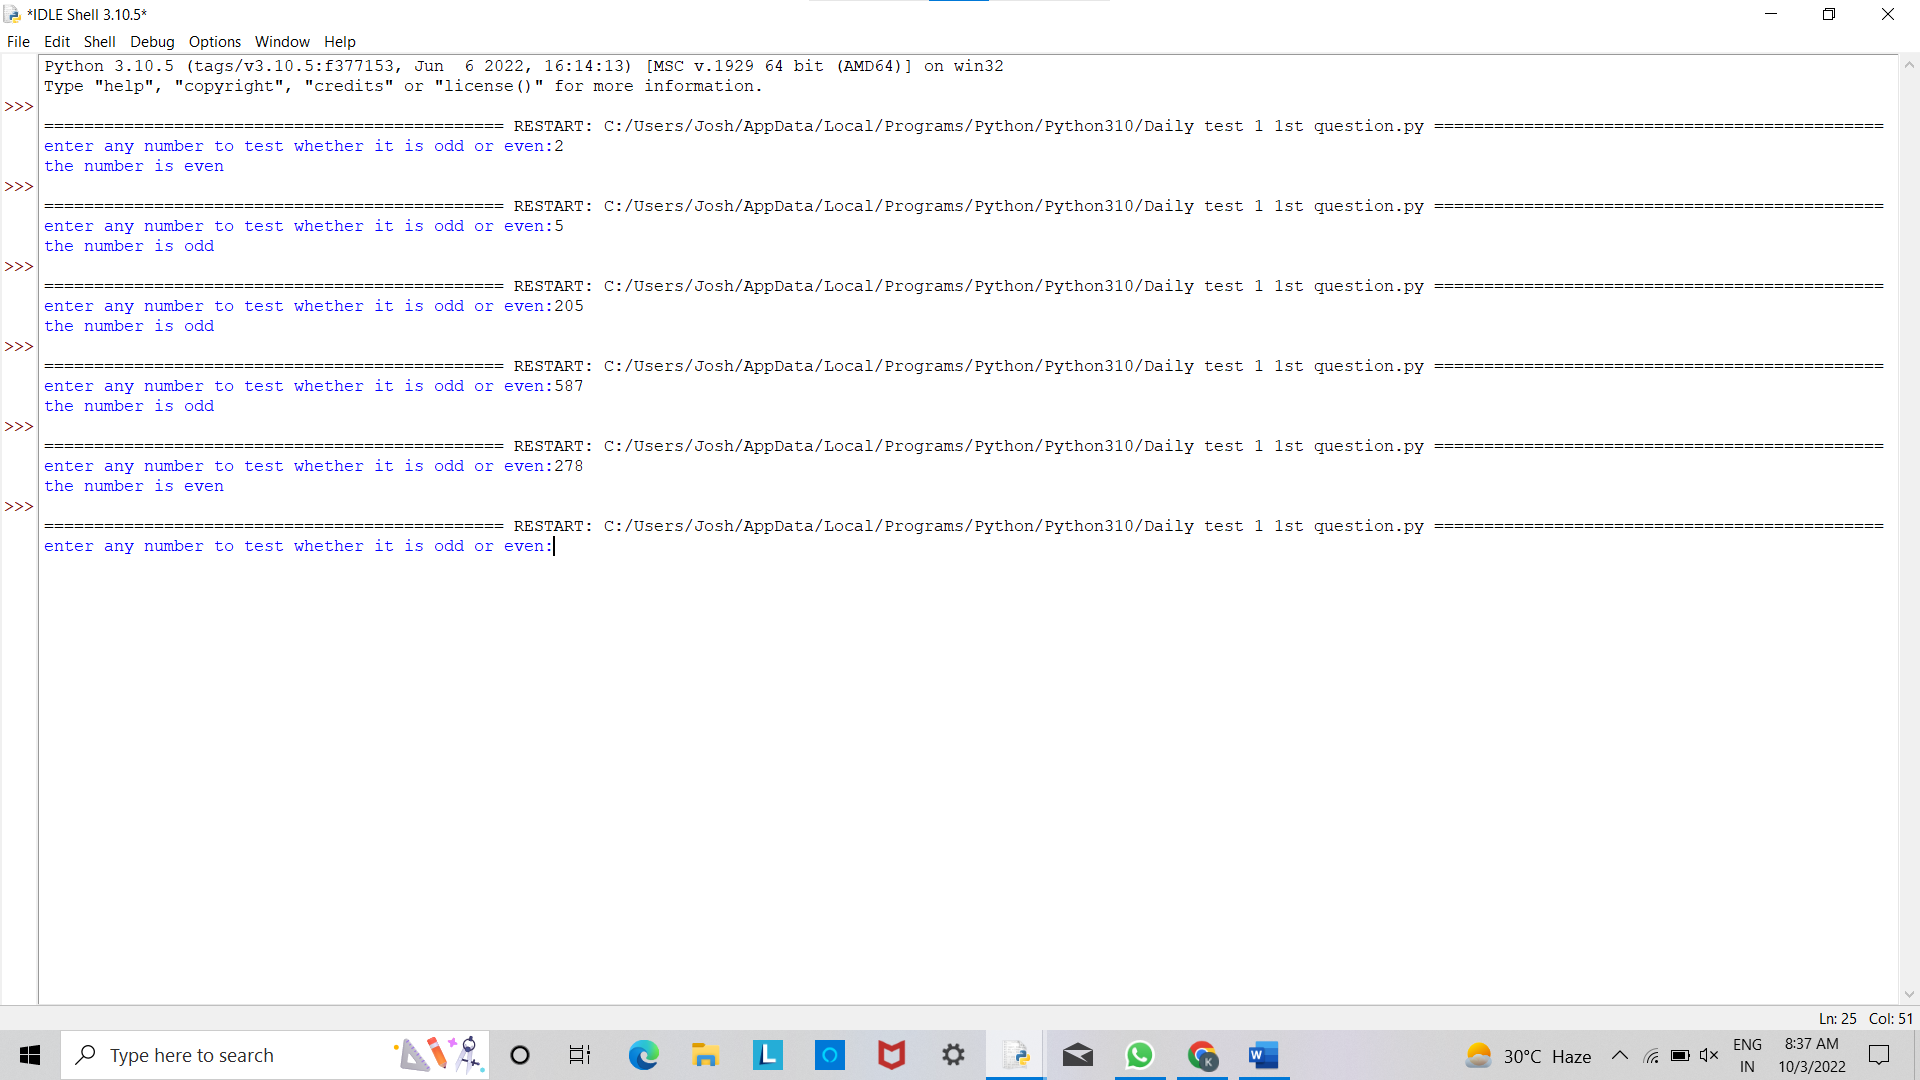 *IDLE Shell 3.10.5*
File Edit Shell Debug Options Window Help
Python 3.10.5 (tags/v3.10.5:f377153, Jun  6 2022, 16:14:13) [MSC v.1929 64 bit (AMD64)] on win32
Type "help", "copyright", "credits" or "license()" for more information.
>>>
============================================== RESTART: C:/Users/Josh/AppData/Local/Programs/Python/Python310/Daily test 1 1st question.py =============================================
enter any number to test whether it is odd or even:2
the number is even
>>>
============================================== RESTART: C:/Users/Josh/AppData/Local/Programs/Python/Python310/Daily test 1 1st question.py =============================================
enter any number to test whether it is odd or even:5
the number is odd
>>>
============================================== RESTART: C:/Users/Josh/AppData/Local/Programs/Python/Python310/Daily test 1 1st question.py =============================================
enter any number to test whether it is odd or even:205
the number is odd
>>>
============================================== RESTART: C:/Users/Josh/AppData/Local/Programs/Python/Python310/Daily test 1 1st question.py =============================================
enter any number to test whether it is odd or even:587
the number is odd
>>>
============================================== RESTART: C:/Users/Josh/AppData/Local/Programs/Python/Python310/Daily test 1 1st question.py =============================================
enter any number to test whether it is odd or even:278
the number is even
>>>
============================================== RESTART: C:/Users/Josh/AppData/Local/Programs/Python/Python310/Daily test 1 1st question.py =============================================
enter any number to test whether it is odd or even:
Ln: 25 Col: 51
Type here to search
L
K
W
30°C Haze
ENG
IN
8:37 AM
10/3/2022